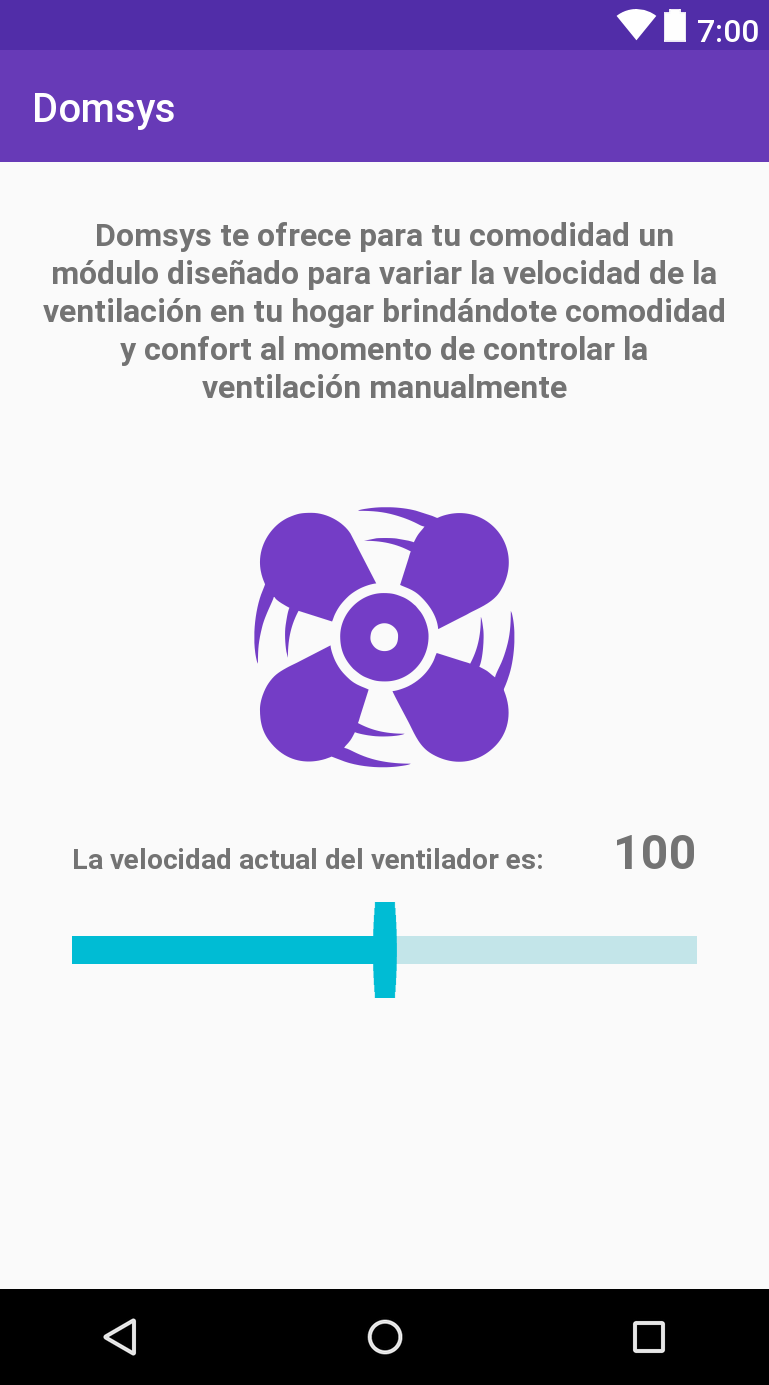 7:00
Domsys
Domsys te ofrece para tu comodidad un
módulo diseñado para variar la velocidad de la
ventilación en tu hogar brindándote comodidad
y confort al momento de controlar la
ventilación manualmente
La velocidad actual del ventilador es: 100